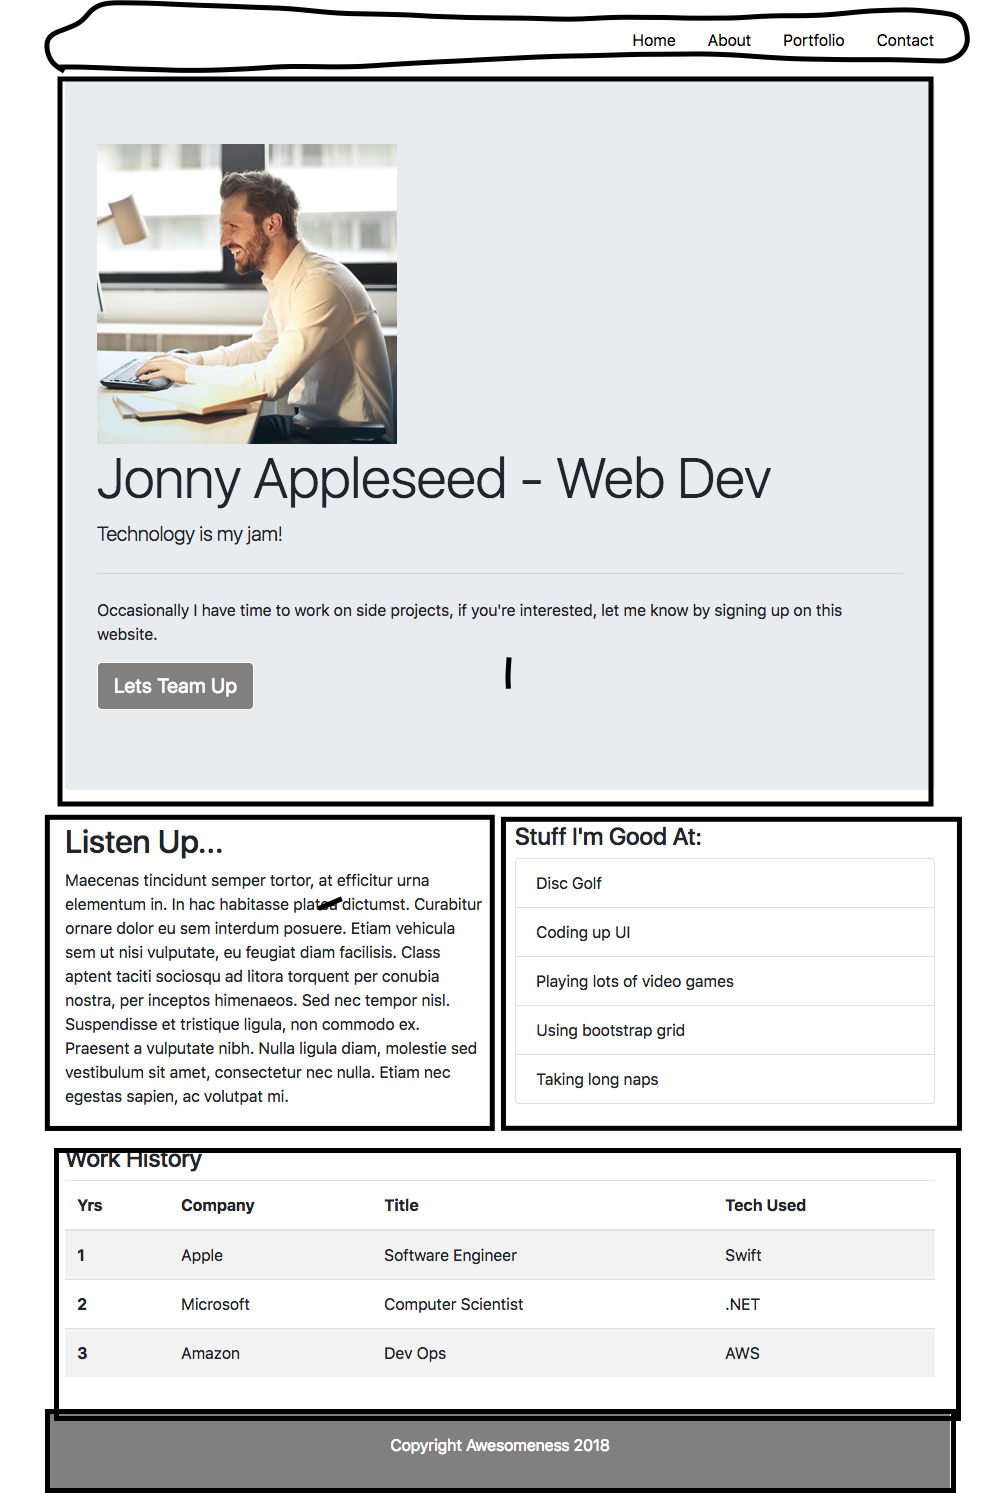 Home About Portfolio Contact
Jonny Appleseed - Web Dev
Technology is my jam!
Occasionally I have time to work on side projects, if you're interested, let me know by signing up on this
website.
Lets Team Up
Listen Up...
Maecenas tincidunt semper tortor, at efficitur urna
elementum in. In hac habitasse platea dictumst. Curabitur
ornare dolor eu sem interdum posuere. Etiam vehicula
sem ut nisi vulputate, eu feugiat diam facilisis. Class
aptent taciti sociosqu ad litora torquent per conubia
nostra, per inceptos himenaeos. Sed nec tempor nisl.
Suspendisse et tristique ligula, non commodo ex.
Praesent a vulputate nibh. Nulla ligula diam, molestie sed
vestibulum sit amet, consectetur nec nulla. Etiam nec
egestas sapien, ac volutpat mi.
Stuff I'm Good At:
Disc Golf
Coding up UI
Playing lots of video games
Using bootstrap grid
Taking long naps
Work History
Yrs Company Title Tech Used
1 Apple Software Engineer Swift
2 Microsoft Computer Scientist .NET
3 Amazon Dev Ops AWS
Copyright Awesomeness 2018